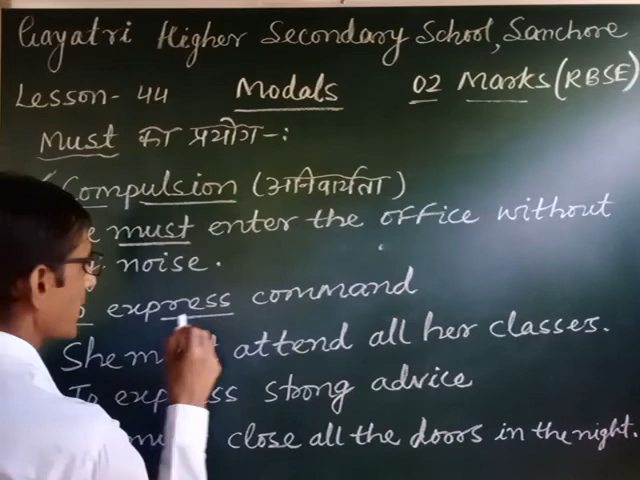 Gayatri Higher Secondary School, Sanchore
Lesson- 44 Modals 02 Marks (RBSE)
Must का प्रयोग-:
Compulsion (अनिवार्यता)
must enter the office without
noise.
express command
She attend all her classes.
To express strong advice
close all the doors in the night.